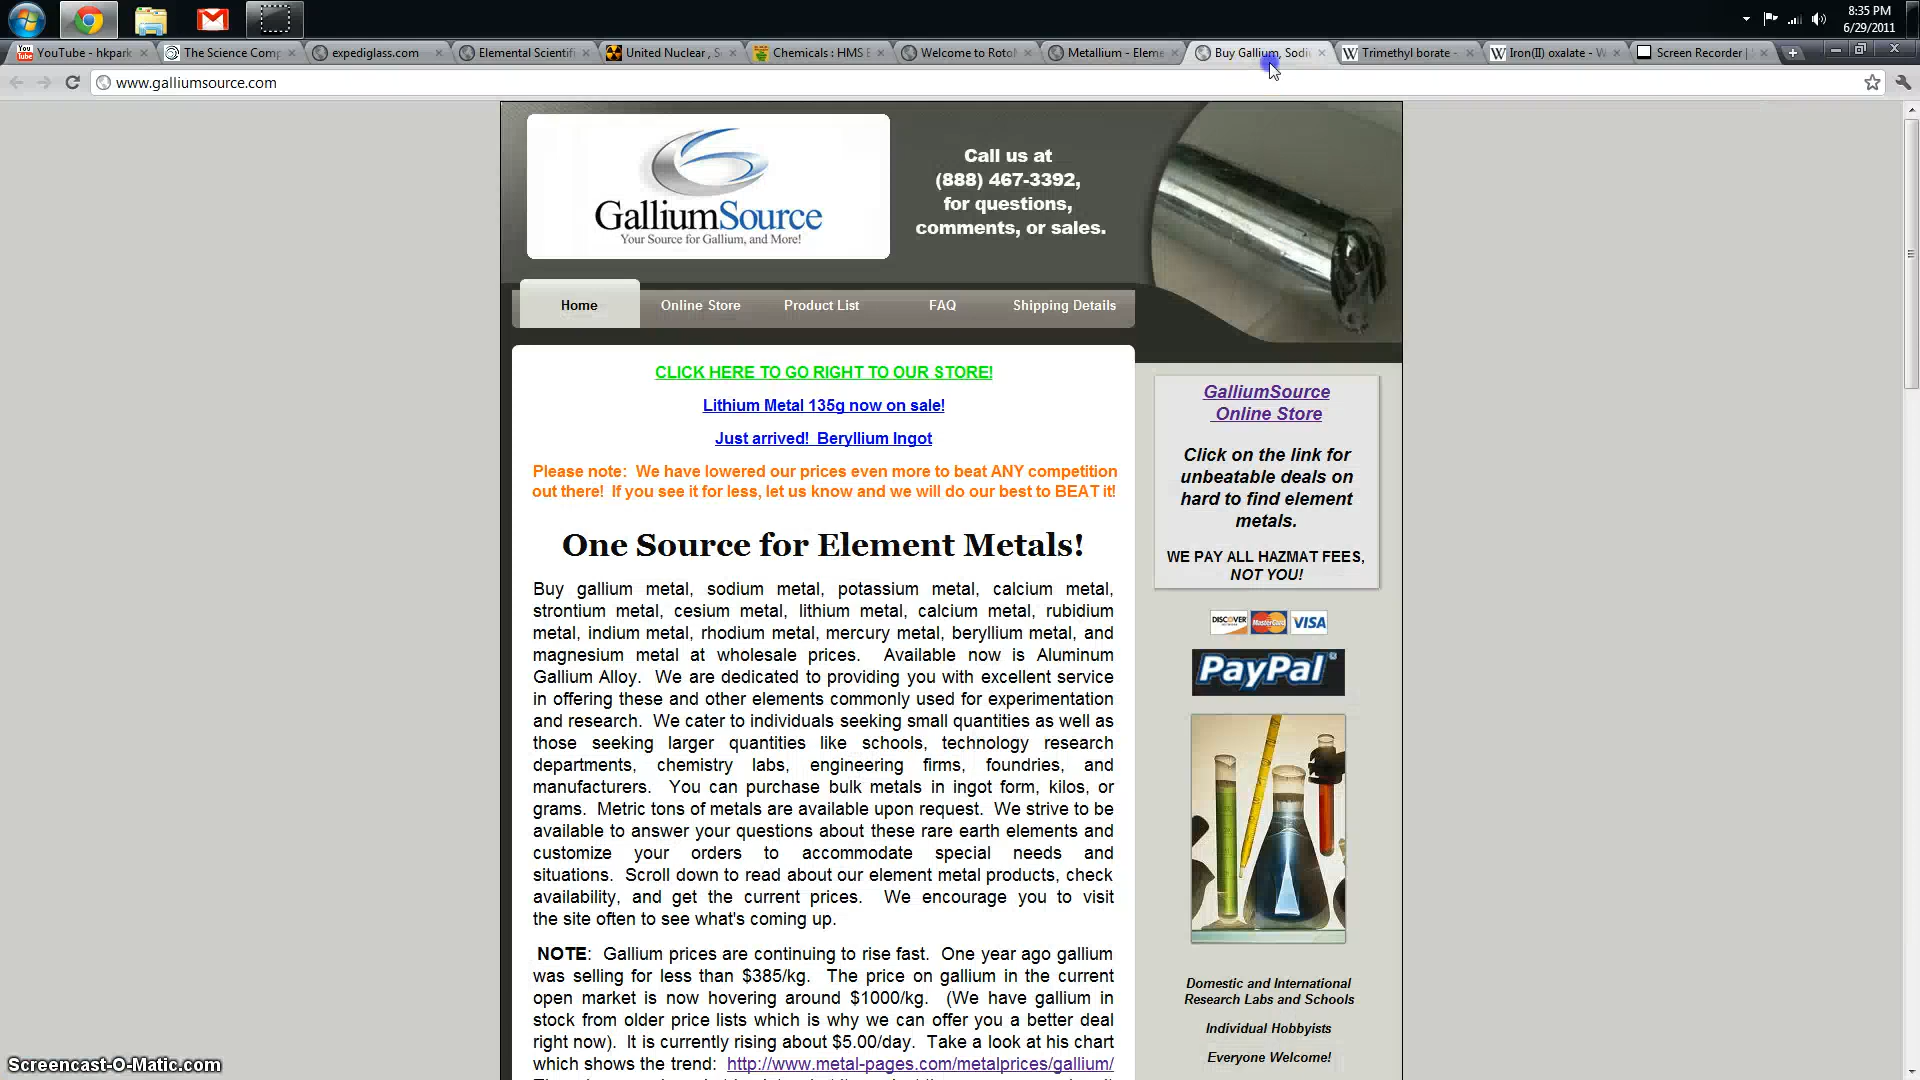 8:35 PM
6/29/2011
YouTube - hkpark
The Science Comp
expediglass.com
Elemental Scientifi
United Nuclear , S
Chemicals : HMS E
Welcome to RotoM
Metallium - Eleme
Buy Gallium, Sodi
Trimethyl borate -
Iron(II) oxalate - W
Screen Recorder |
www.galliumsource.com
GalliumSource
Your Source for Gallium, and More!
Call us at
(888) 467-3392,
for questions,
comments, or sales.
Home
Online Store
Product List
FAQ
Shipping Details
CLICK HERE TO GO RIGHT TO OUR STORE!
Lithium Metal 135g now on sale!
Just arrived!  Beryllium Ingot
Please note:  We have lowered our prices even more to beat ANY competition
out there!  If you see it for less, let us know and we will do our best to BEAT it!
One Source for Element Metals!
Buy gallium metal, sodium metal, potassium metal, calcium metal,
strontium metal, cesium metal, lithium metal, calcium metal, rubidium
metal, indium metal, rhodium metal, mercury metal, beryllium metal, and
magnesium metal at wholesale prices.  Available now is Aluminum
Gallium Alloy.  We are dedicated to providing you with excellent service
in offering these and other elements commonly used for experimentation
and research.  We cater to individuals seeking small quantities as well as
those seeking larger quantities like schools, technology research
departments, chemistry labs, engineering firms, foundries, and
manufacturers.  You can purchase bulk metals in ingot form, kilos, or
grams.  Metric tons of metals are available upon request.  We strive to be
available to answer your questions about these rare earth elements and
customize your orders to accommodate special needs and
situations.  Scroll down to read about our element metal products, check
availability, and get the current prices.  We encourage you to visit
the site often to see what's coming up.
NOTE:  Gallium prices are continuing to rise fast.  One year ago gallium
was selling for less than $385/kg.  The price on gallium in the current
open market is now hovering around $1000/kg.  (We have gallium in
stock from older price lists which is why we can offer you a better deal
right now).  It is currently rising about $5.00/day.  Take a look at his chart
which shows the trend:  http://www.metal-pages.com/metalprices/gallium/
GalliumSource
Online Store
Click on the link for
unbeatable deals on
hard to find element
metals.
WE PAY ALL HAZMAT FEES,
NOT YOU!
DISCOVER
MasterCard
VISA
PayPal
Domestic and International
Research Labs and Schools
Individual Hobbyists
Everyone Welcome!
Screencast-O-Matic.com